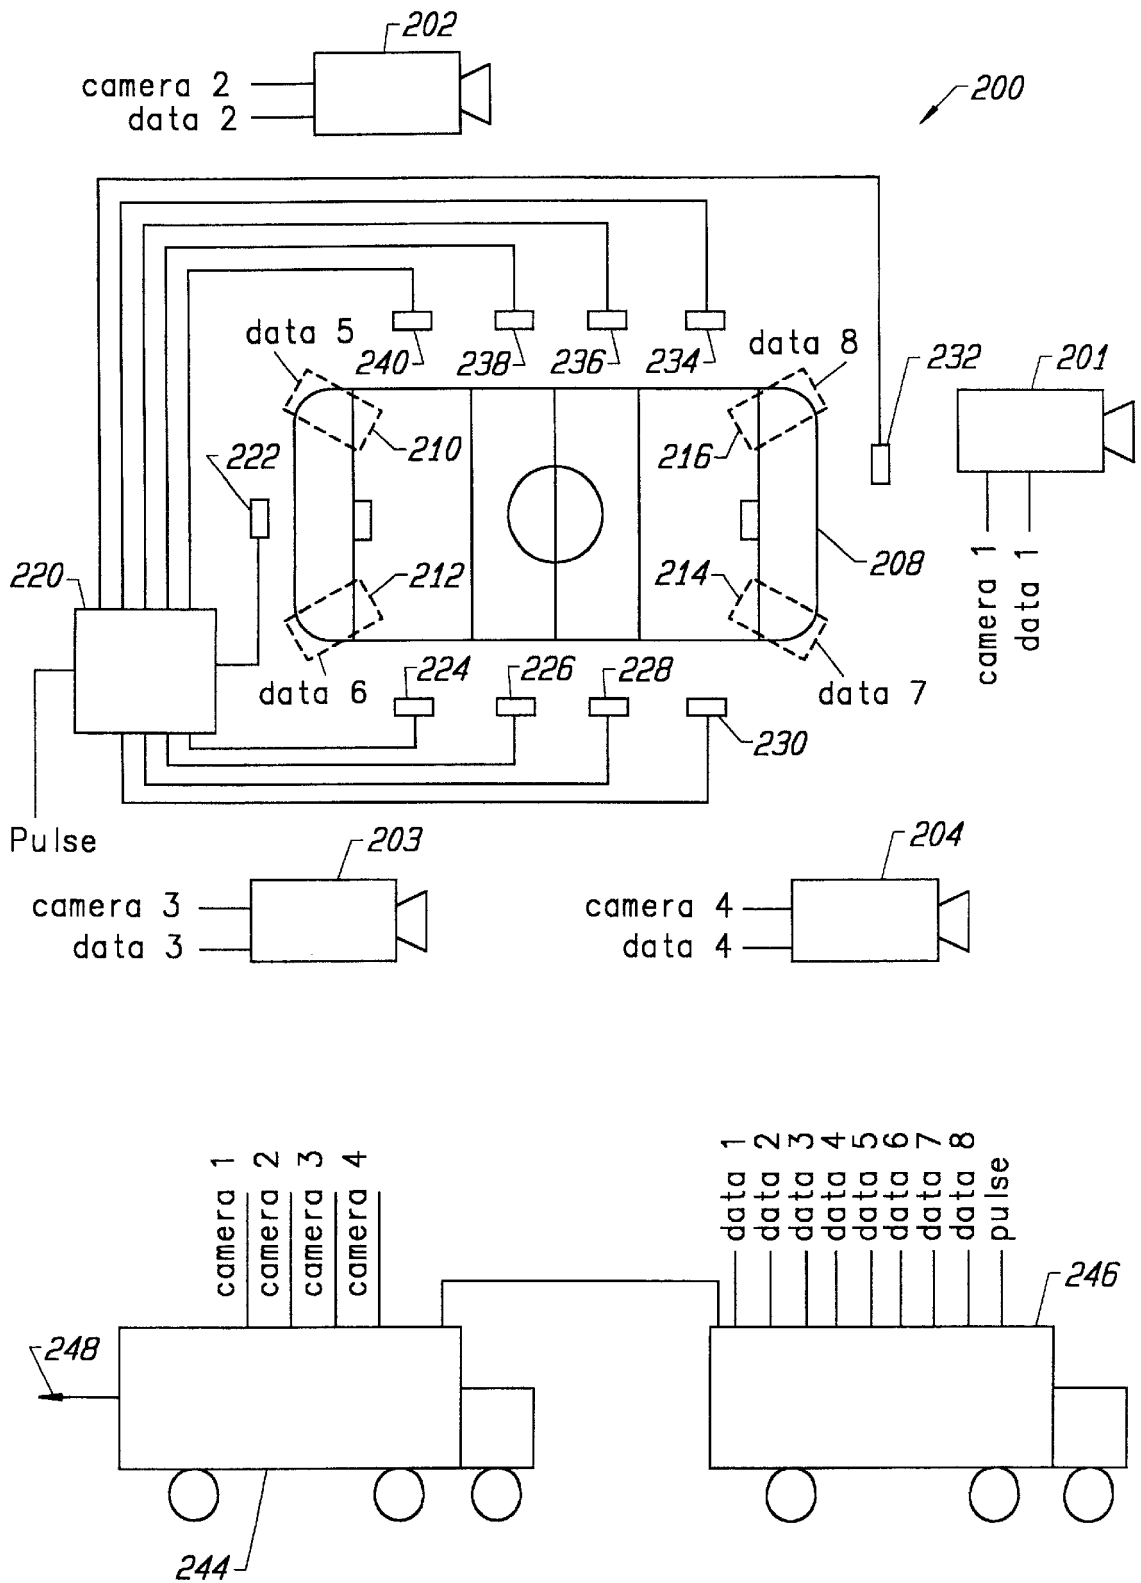 202
camera 2
data 2
200
data 5
240
238
236
234
data 8
232
201
222
210
216
220
212
214
208
camera 1
data 1
data 6
224
226
228
data 7
230
Pulse
203
camera 3
data 3
204
camera 4
data 4
camera 1
camera 2
camera 3
camera 4
data 1
data 2
data 3
data 4
data 5
data 6
data 7
data 8
pulse
246
248
244